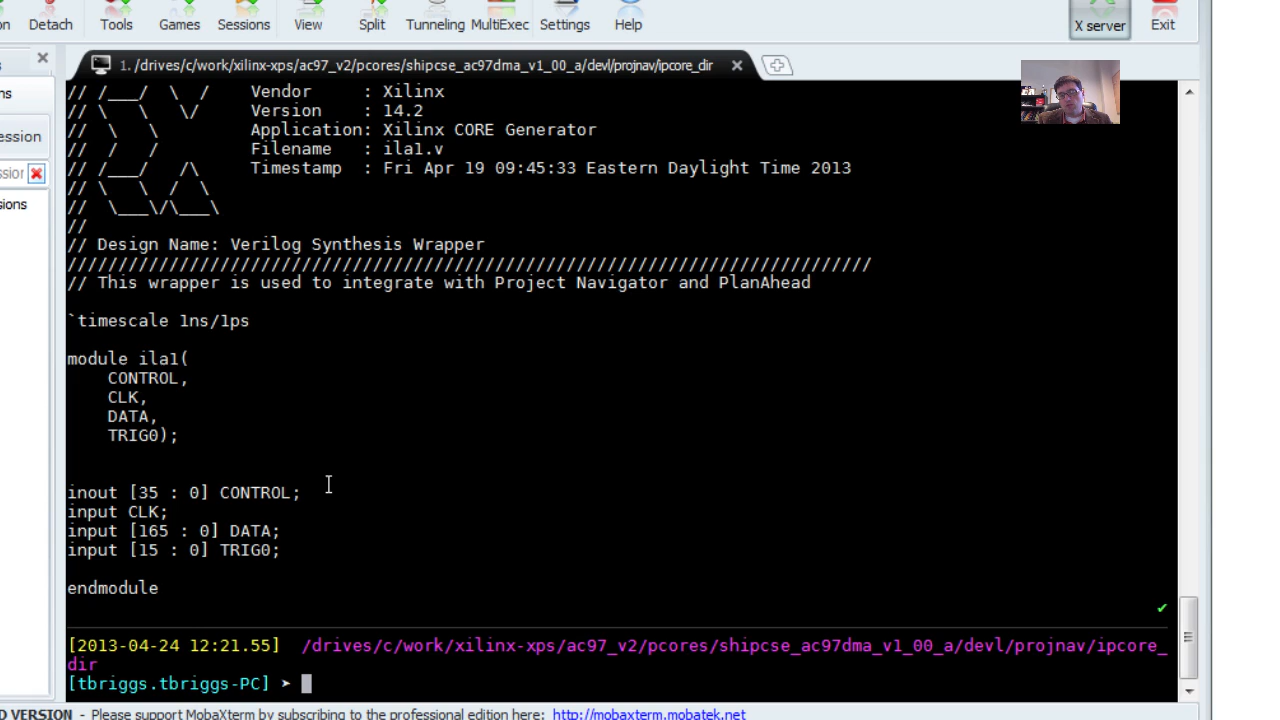 Detach Tools Games Sessions View Split Tunneling MultiExec Settings Help X server Exit
1. /drives/c/work/xilinx-xps/ac97_v2/pcores/shipcse_ac97dma_v1_00_a/devl/projnav/ipcore_dir
// /___/  \  /    Vendor      : Xilinx
// \   \   \/     Version     : 14.2
//  \   \         Application: Xilinx CORE Generator
//  /   /         Filename    : ila1.v
// /___/   /\     Timestamp   : Fri Apr 19 09:45:33 Eastern Daylight Time 2013
// \   \  /  \
//  \___\/\___\
//
// Design Name: Verilog Synthesis Wrapper
///////////////////////////////////////////////////////////////////////////////
// This wrapper is used to integrate with Project Navigator and PlanAhead
`timescale 1ns/1ps
module ila1(
    CONTROL,
    CLK,
    DATA,
    TRIG0);
inout [35 : 0] CONTROL;
input CLK;
input [165 : 0] DATA;
input [15 : 0] TRIG0;
endmodule
[2013-04-24 12:21.55]  /drives/c/work/xilinx-xps/ac97_v2/pcores/shipcse_ac97dma_v1_00_a/devl/projnav/ipcore_
dir
[tbriggs.tbriggs-PC] ➤
D VERSION - Please support MobaXterm by subscribing to the professional edition here: http://mobaxterm.mobatek.net